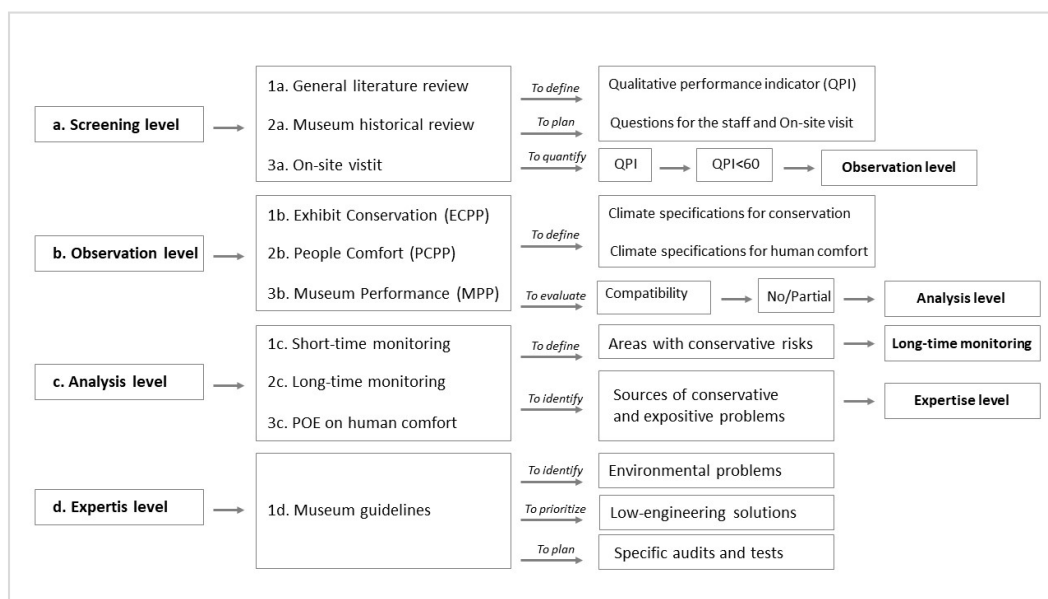 a. Screening level
1a. General literature review
2a. Museum historical review
3a. On-site vistit
To define
To plan
To quantify
Qualitative performance indicator (QPI)
Questions for the staff and On-site visit
QPI
QPI<60
Observation level
b. Observation level
1b. Exhibit Conservation (ECPP)
2b. People Comfort (PCPP)
3b. Museum Performance (MPP)
To define
To evaluate
Climate specifications for conservation
Climate specifications for human comfort
Compatibility
No/Partial
Analysis level
c. Analysis level
1c. Short-time monitoring
2c. Long-time monitoring
3c. POE on human comfort
To define
To identify
Areas with conservative risks
Long-time monitoring
Sources of conservative
and expositive problems
Expertise level
d. Expertis level
1d. Museum guidelines
To identify
To prioritize
To plan
Environmental problems
Low-engineering solutions
Specific audits and tests